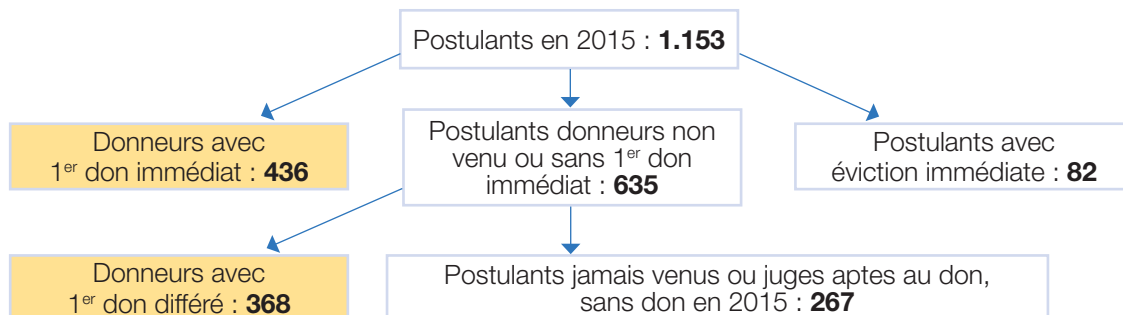 Postulants en 2015 : 1.153
Donneurs avec
1er don immédiat : 436
Postulants donneurs non
venu ou sans 1er don
immédiat : 635
Postulants avec
éviction immédiate : 82
Donneurs avec
1er don différé : 368
Postulants jamais venus ou juges aptes au don,
sans don en 2015 : 267